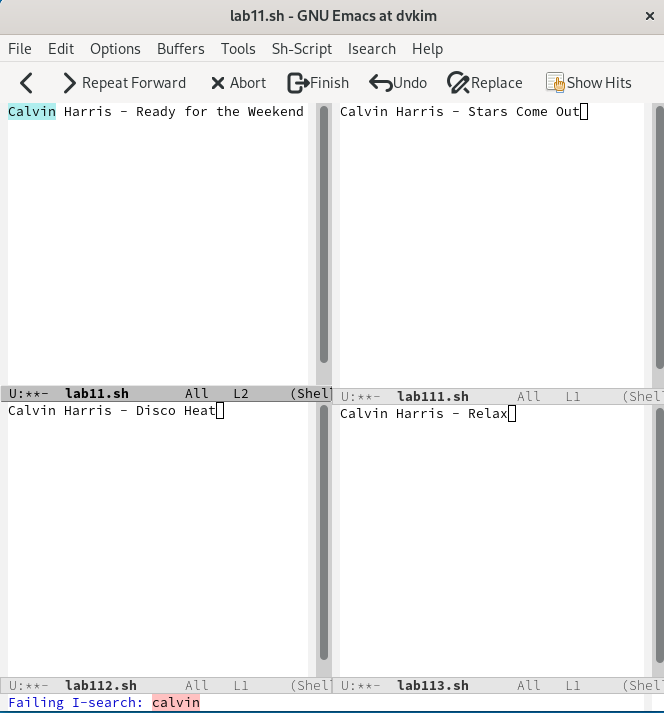 lab11.sh - GNU Emacs at dvkim
File Edit Options Buffers Tools Sh-Script Isearch Help
Repeat Forward Abort Finish Undo Replace Show Hits
Calvin Harris - Ready for the Weekend
Calvin Harris - Stars Come Out
U:**- lab11.sh All L2 (Shel
U:**- lab111.sh All L1 (Shel
Calvin Harris - Disco Heat
Calvin Harris - Relax
U:**- lab112.sh All L1 (Shel
U:**- lab113.sh All L1 (Shel
Failing I-search: calvin